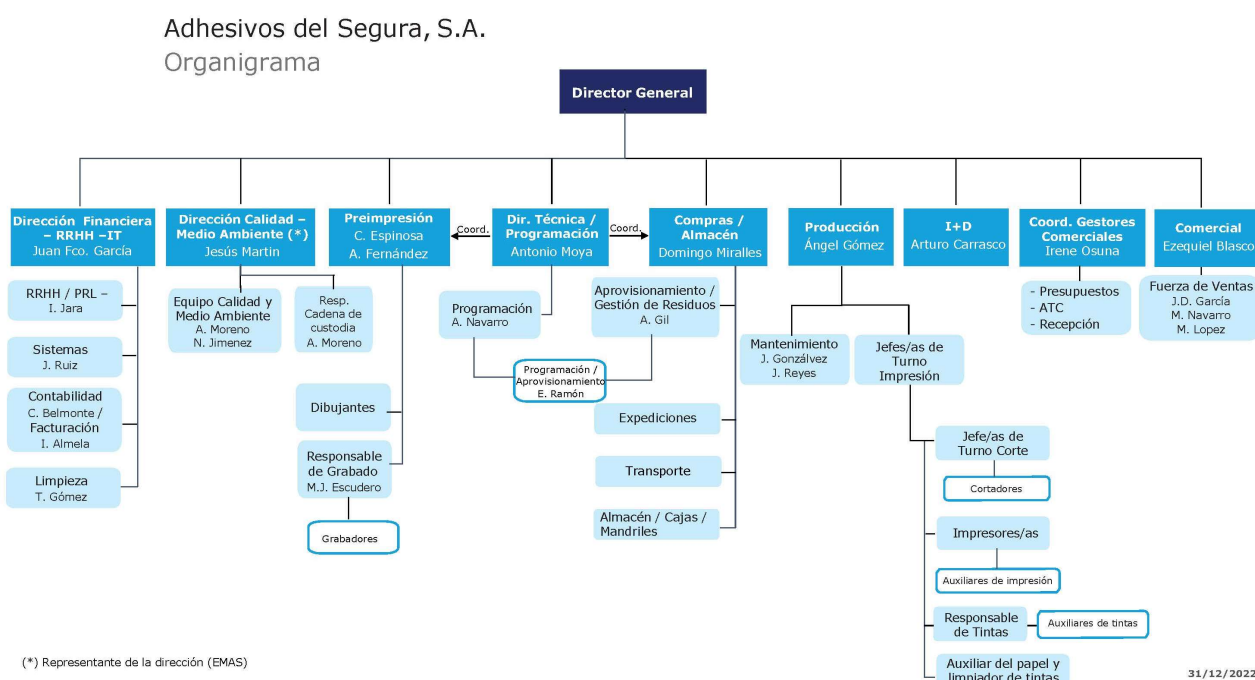 Adhesivos del Segura, S.A.
Organigrama
Director General
Dirección Financiera
– RRHH –IT
Juan Fco. García
Dirección Calidad –
Medio Ambiente (*)
Jesús Martin
Preimpresión
C. Espinosa
A. Fernández
Coord.
Dir. Técnica /
Programación
Antonio Moya
Coord.
Compras /
Almacén
Domingo Miralles
Producción
Ángel Gómez
I+D
Arturo Carrasco
Coord. Gestores
Comerciales
Irene Osuna
Comercial
Ezequiel Blasco
RRHH / PRL –
I. Jara
Sistemas
J. Ruiz
Contabilidad
C. Belmonte /
Facturación
I. Almela
Limpieza
T. Gómez
Equipo Calidad y
Medio Ambiente
A. Moreno
N. Jimenez
Resp.
Cadena de
custodia
A. Moreno
Dibujantes
Responsable
de Grabado
M.J. Escudero
Grabadores
Programación
A. Navarro
Programación /
Aprovisionamiento
E. Ramón
Aprovisionamiento /
Gestión de Residuos
A. Gil
Expediciones
Transporte
Almacén / Cajas /
Mandriles
Mantenimiento
J. Gonzálvez
J. Reyes
Jefes/as de
Turno
Impresión
Jefe/as de
Turno Corte
Cortadores
Impresores/as
Auxiliares de impresión
Responsable
de Tintas
Auxiliares de tintas
Auxiliar del papel y
limpiador de tintas
- Presupuestos
- ATC
- Recepción
Fuerza de Ventas
J.D. García
M. Navarro
M. Lopez
(*) Representante de la dirección (EMAS)
31/12/2022